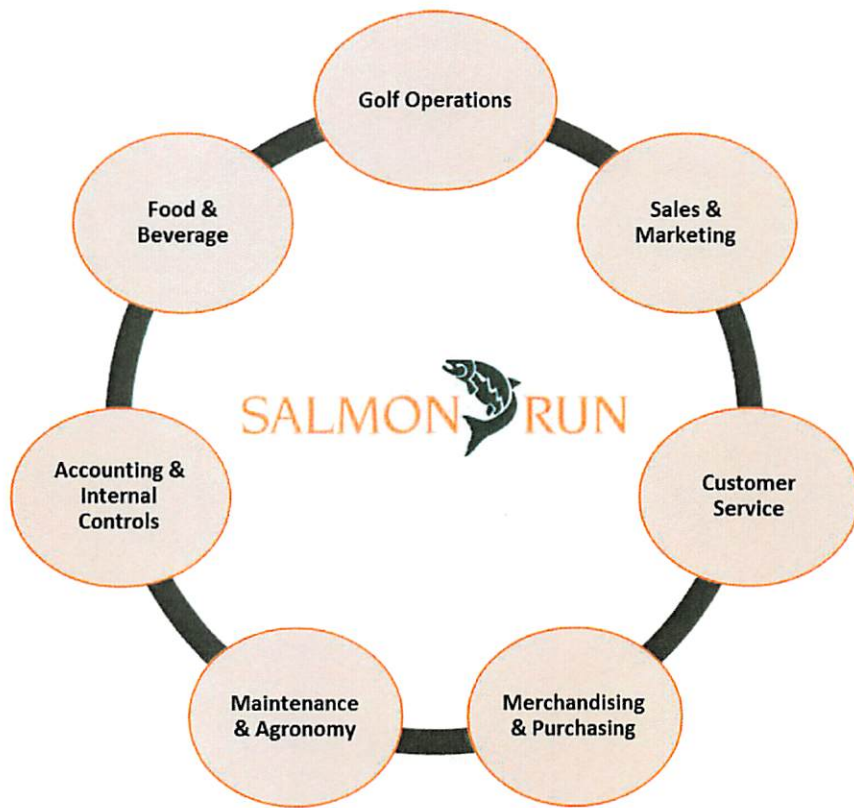 Golf Operations
Sales &
Marketing
Customer
Service
Merchandising
& Purchasing
Maintenance
& Agronomy
Accounting &
Internal
Controls
Food &
Beverage
SALMON RUN